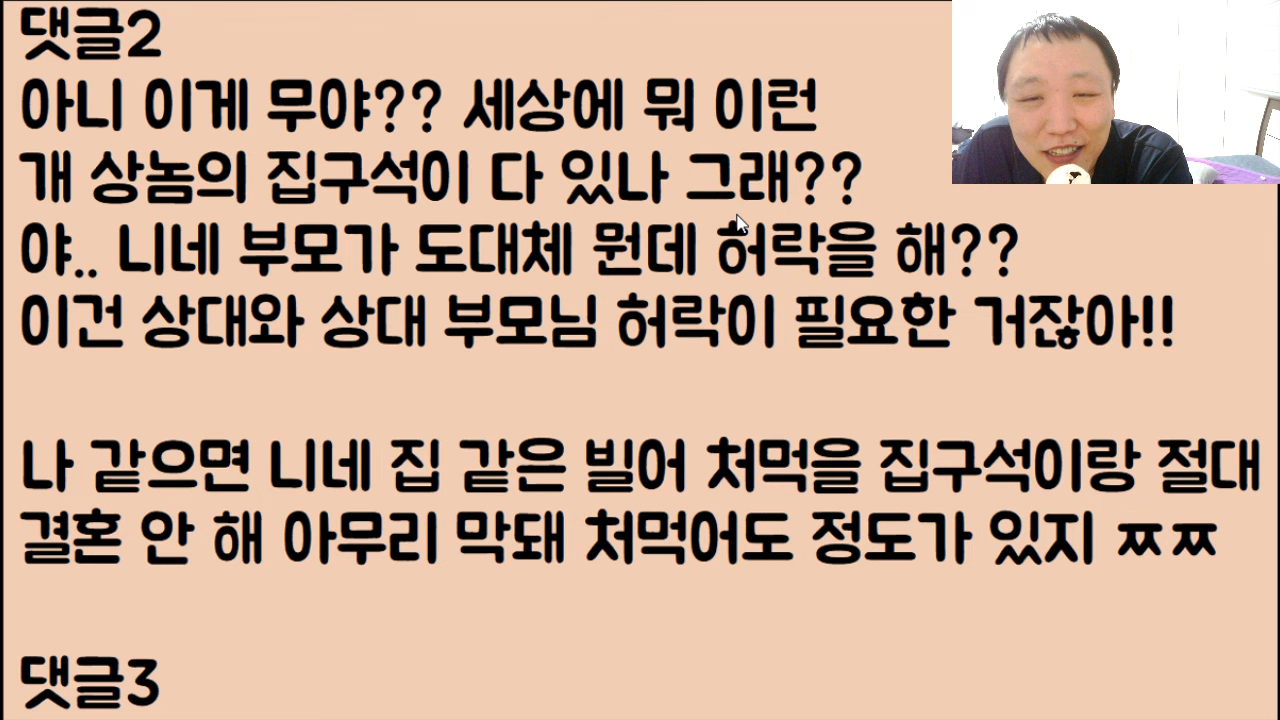 댓글2
아니 이게 무야?? 세상에 뭐 이런
개 상놈의 집구석이 다 있나 그래??
야.. 니네 부모가 도대체 뭔데 허락을 해??
이건 상대와 상대 부모님 허락이 필요한 거잖아!!
나 같으면 니네 집 같은 빌어 처먹을 집구석이랑 절대
결혼 안 해 아무리 막돼 처먹어도 정도가 있지 ㅉㅉ
댓글3